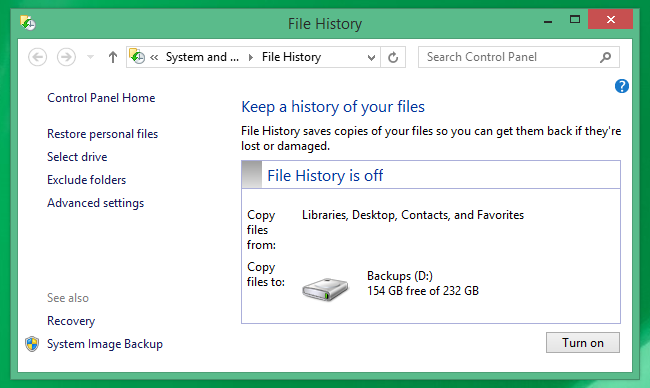 File History
« System and ... File History
Search Control Panel
Control Panel Home
Restore personal files
Select drive
Exclude folders
Advanced settings
See also
Recovery
System Image Backup
Keep a history of your files
File History saves copies of your files so you can get them back if they're
lost or damaged.
File History is off
Copy
files
from:
Libraries, Desktop, Contacts, and Favorites
Copy
files to:
Backups (D:)
154 GB free of 232 GB
Turn on